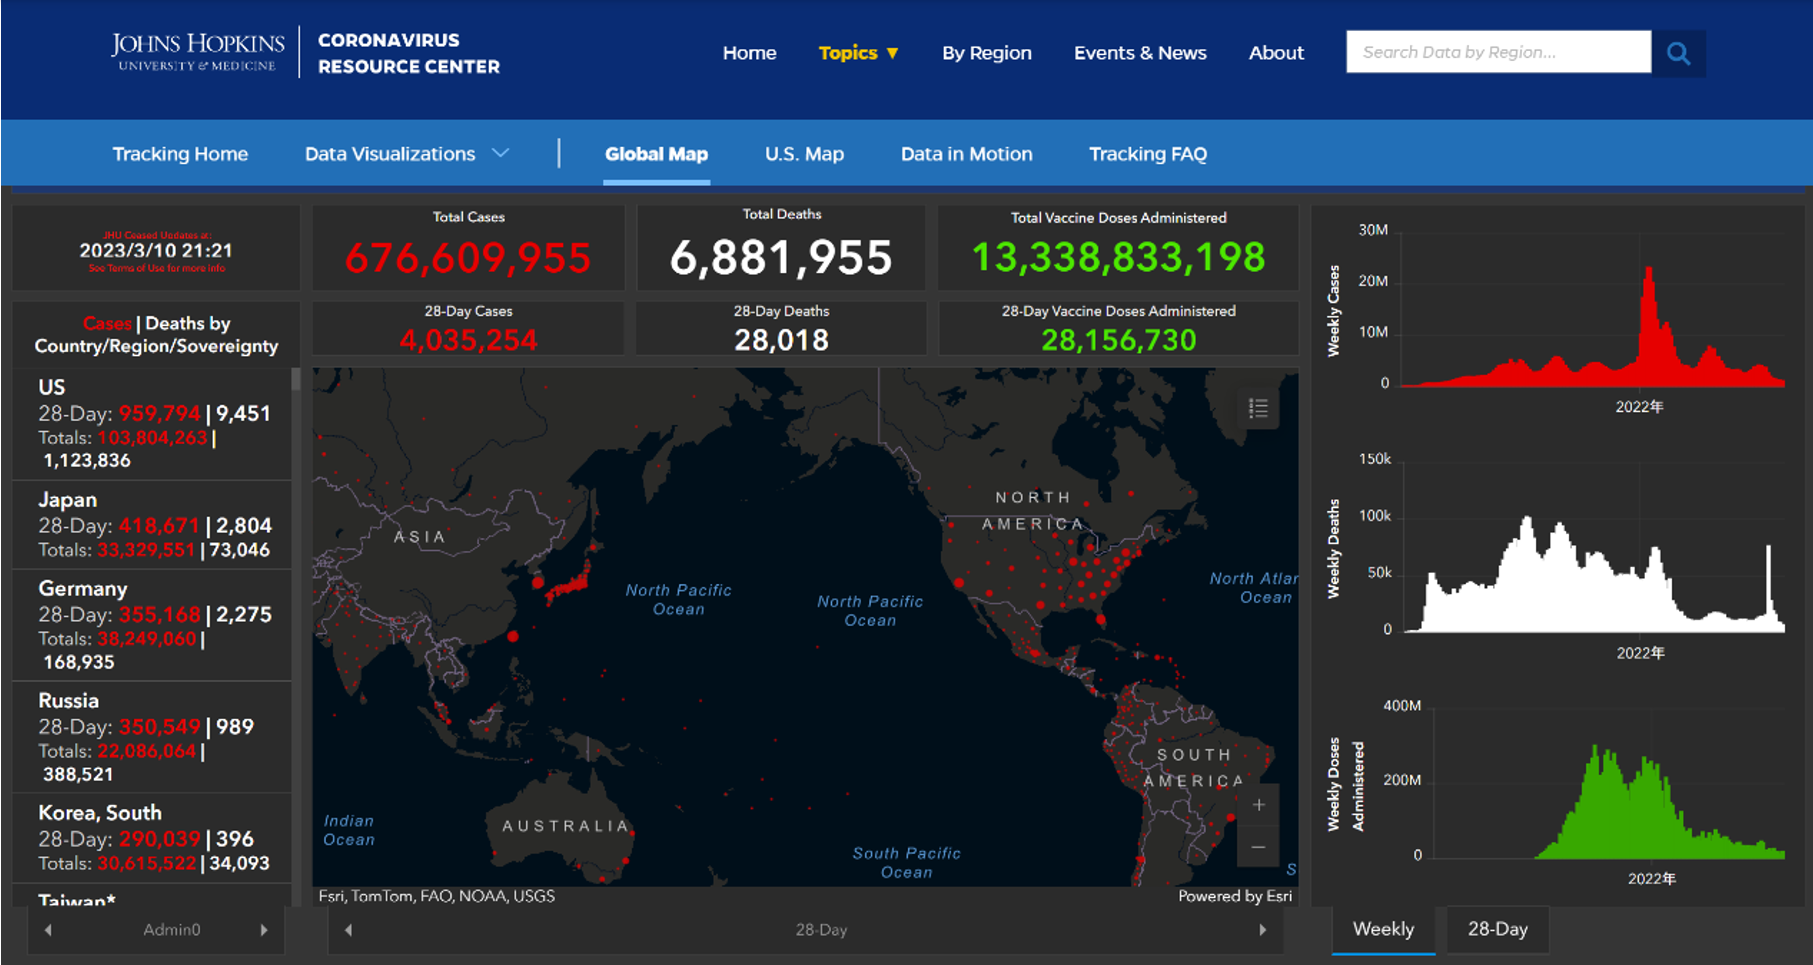 JOHNS HOPKINS
UNIVERSITY & MEDICINE
CORONAVIRUS
RESOURCE CENTER
Home
Topics ▼
By Region
Events & News
About
Search Data by Region...
Tracking Home
Data Visualizations
Global Map
U.S. Map
Data in Motion
Tracking FAQ
JHU Ceased Updates at:
2023/3/10 21:21
See Terms of Use for more info
Total Cases
676,609,955
Total Deaths
6,881,955
Total Vaccine Doses Administered
13,338,833,198
28-Day Cases
4,035,254
28-Day Deaths
28,018
28-Day Vaccine Doses Administered
28,156,730
Cases | Deaths by
Country/Region/Sovereignty
US
28-Day: 959,794 | 9,451
Totals: 103,804,263 |
1,123,836
Japan
28-Day: 418,671 | 2,804
Totals: 33,329,551 | 73,046
Germany
28-Day: 355,168 | 2,275
Totals: 38,249,060 |
168,935
Russia
28-Day: 350,549 | 989
Totals: 22,086,064 |
388,521
Korea, South
28-Day: 290,039 | 396
Totals: 30,615,522 | 34,093
Taiwan*
Admin0
ASIA
NORTH
AMERICA
North Pacific
Ocean
North Pacific
Ocean
North Atlan
Ocean
SOUTH
AMERICA
AUSTRALIA
Indian
Ocean
South Pacific
Ocean
S
+
−
Esri, TomTom, FAO, NOAA, USGS
Powered by Esri
28-Day
Weekly Cases
30M
20M
10M
0
2022年
Weekly Deaths
150k
100k
50k
0
2022年
Weekly Doses
Administered
400M
200M
0
2022年
Weekly
28-Day